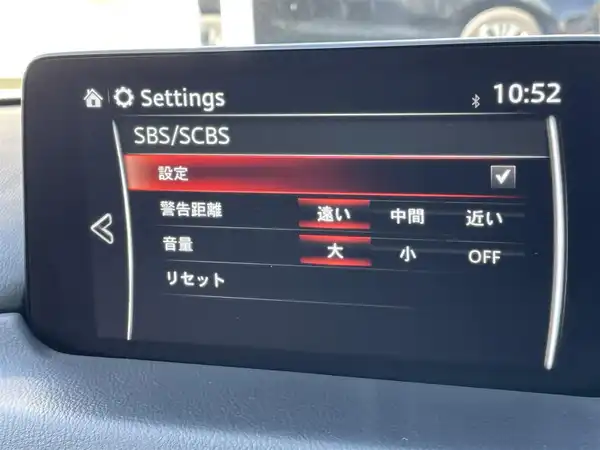 Settings 10:52
SBS/SCBS
設定
警告距離 遠い 中間 近い
音量 大 小 OFF
リセット